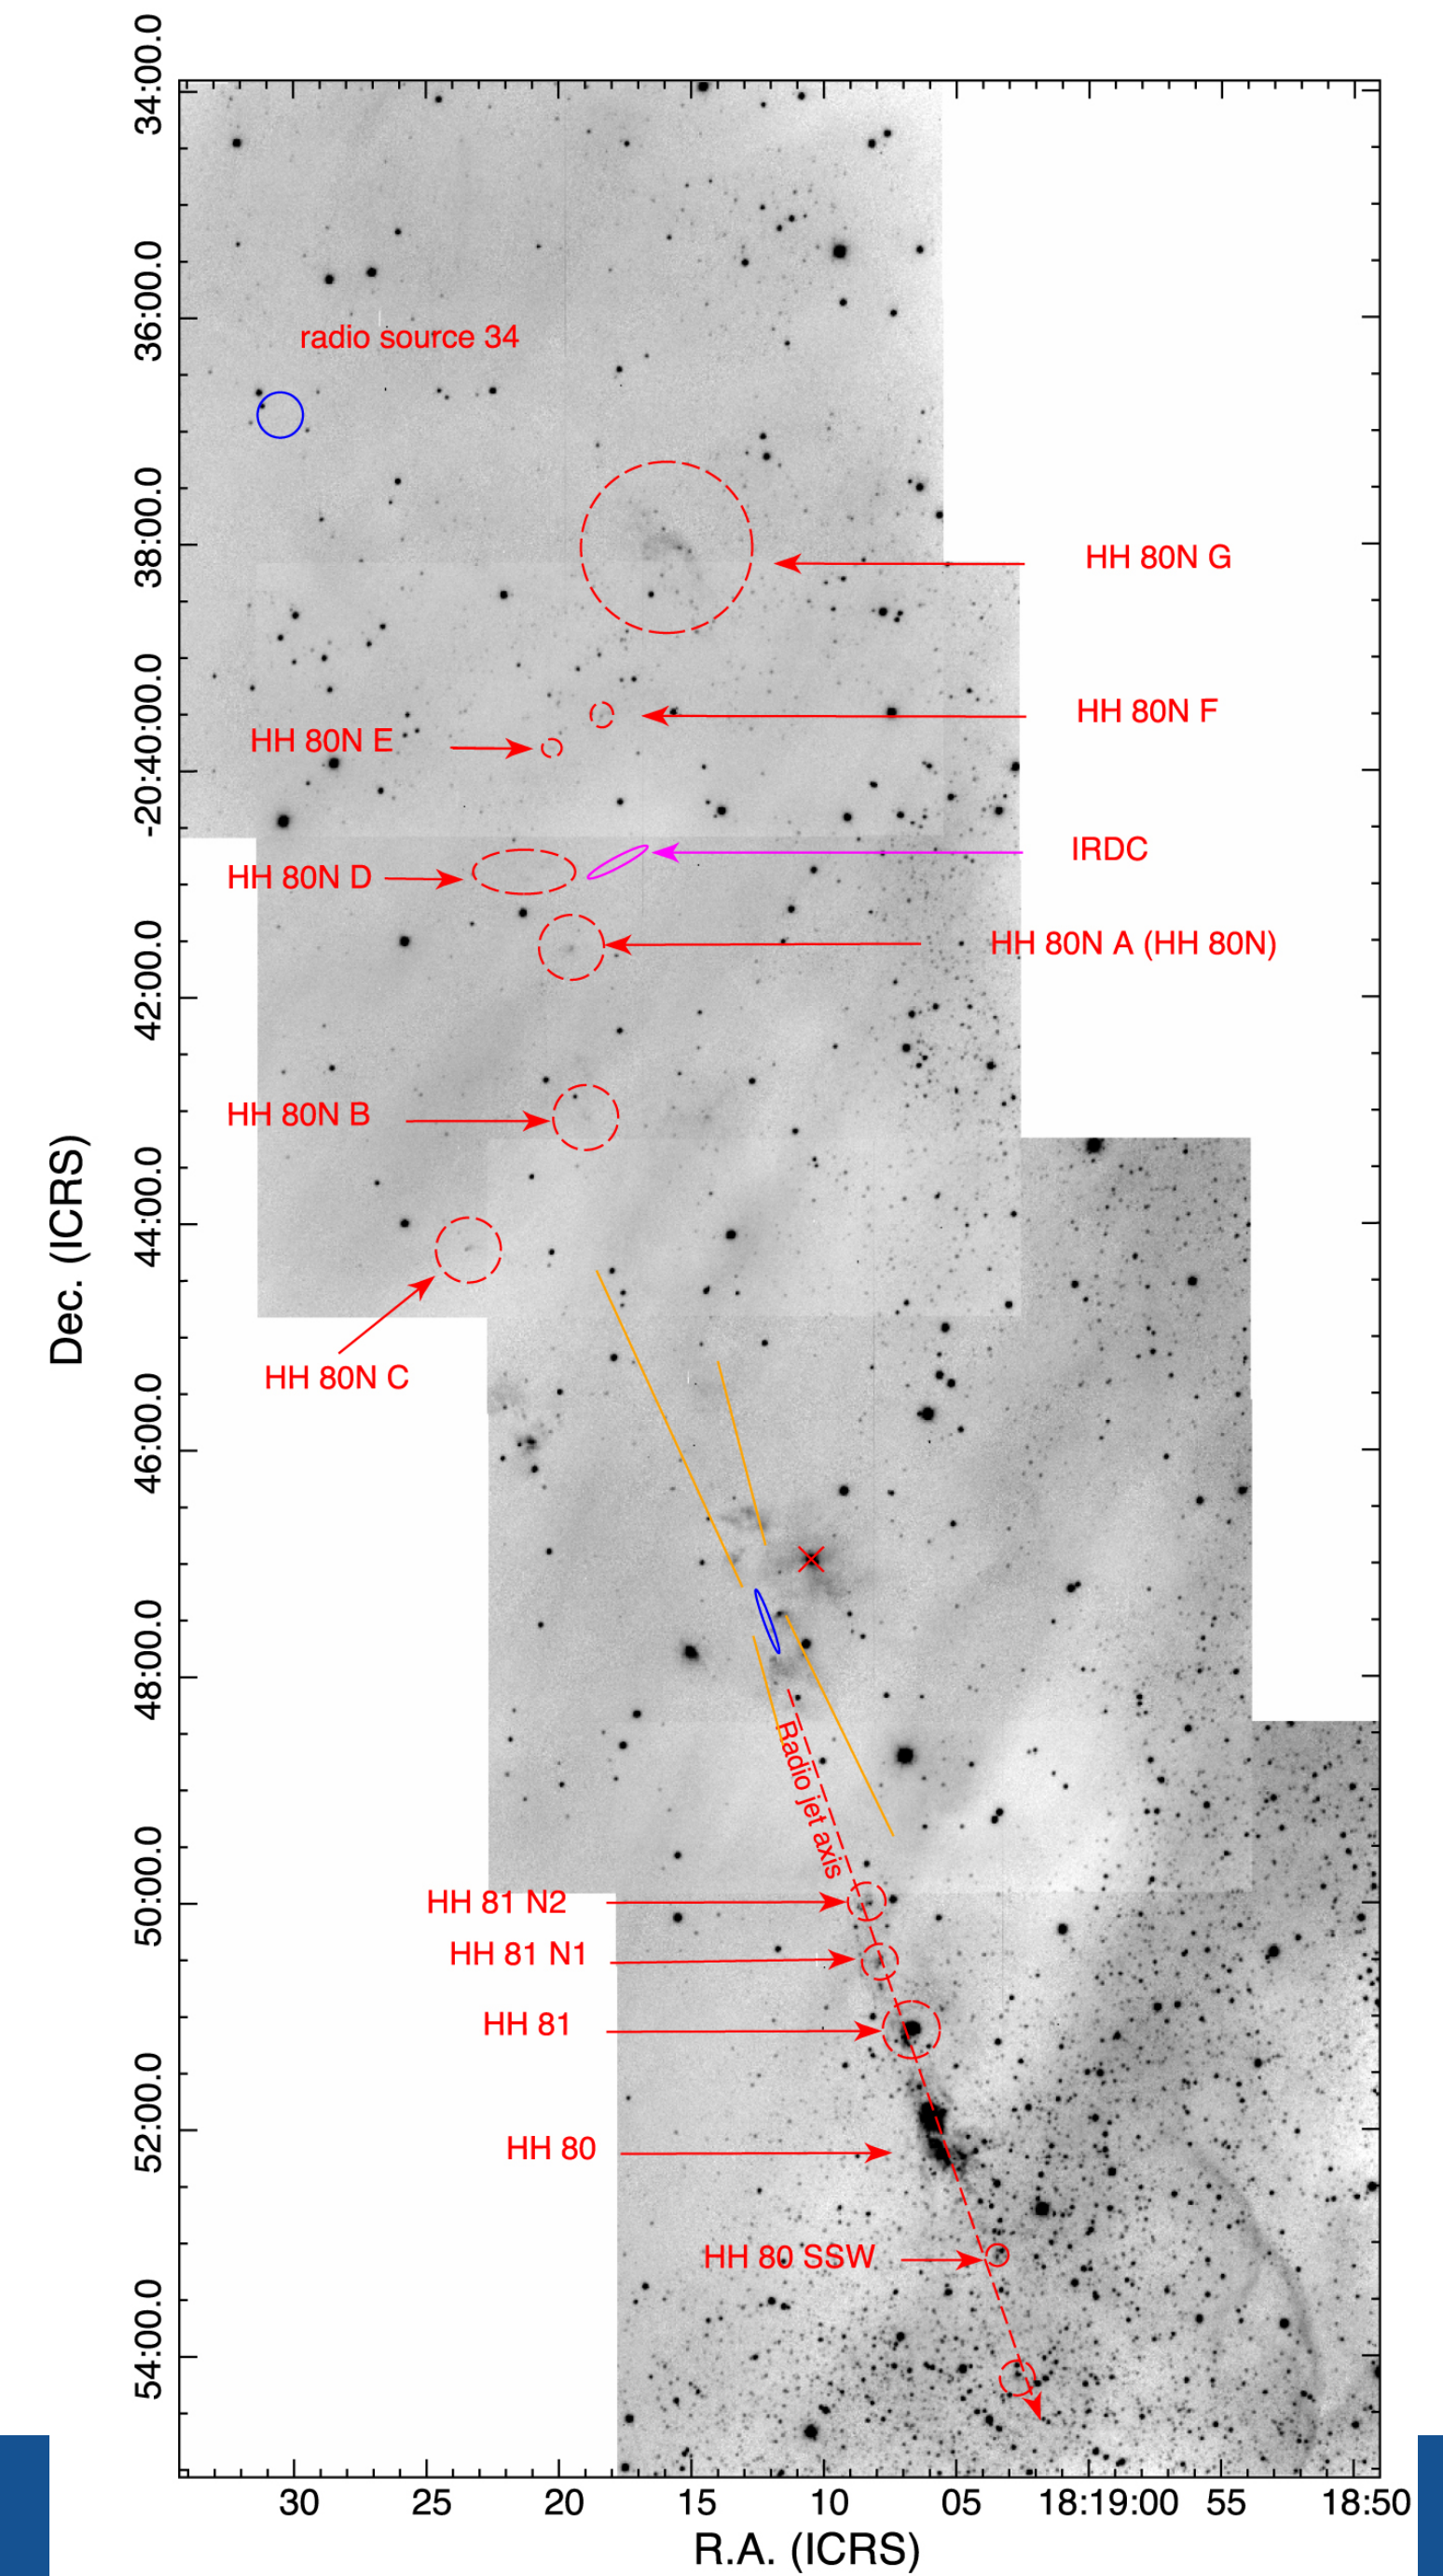 34:00.0
36:00.0
radio source 34
38:00.0
HH 80N G
HH 80N F
HH 80N E
-20:40:00.0
IRDC
HH 80N D
HH 80N A (HH 80N)
42:00.0
HH 80N B
44:00.0
HH 80N C
Dec. (ICRS)
46:00.0
48:00.0
Radio jet axis
50:00.0
HH 81 N2
HH 81 N1
HH 81
52:00.0
HH 80
HH 80 SSW
54:00.0
30 25 20 15 10 05 18:19:00 55 18:50
R.A. (ICRS)